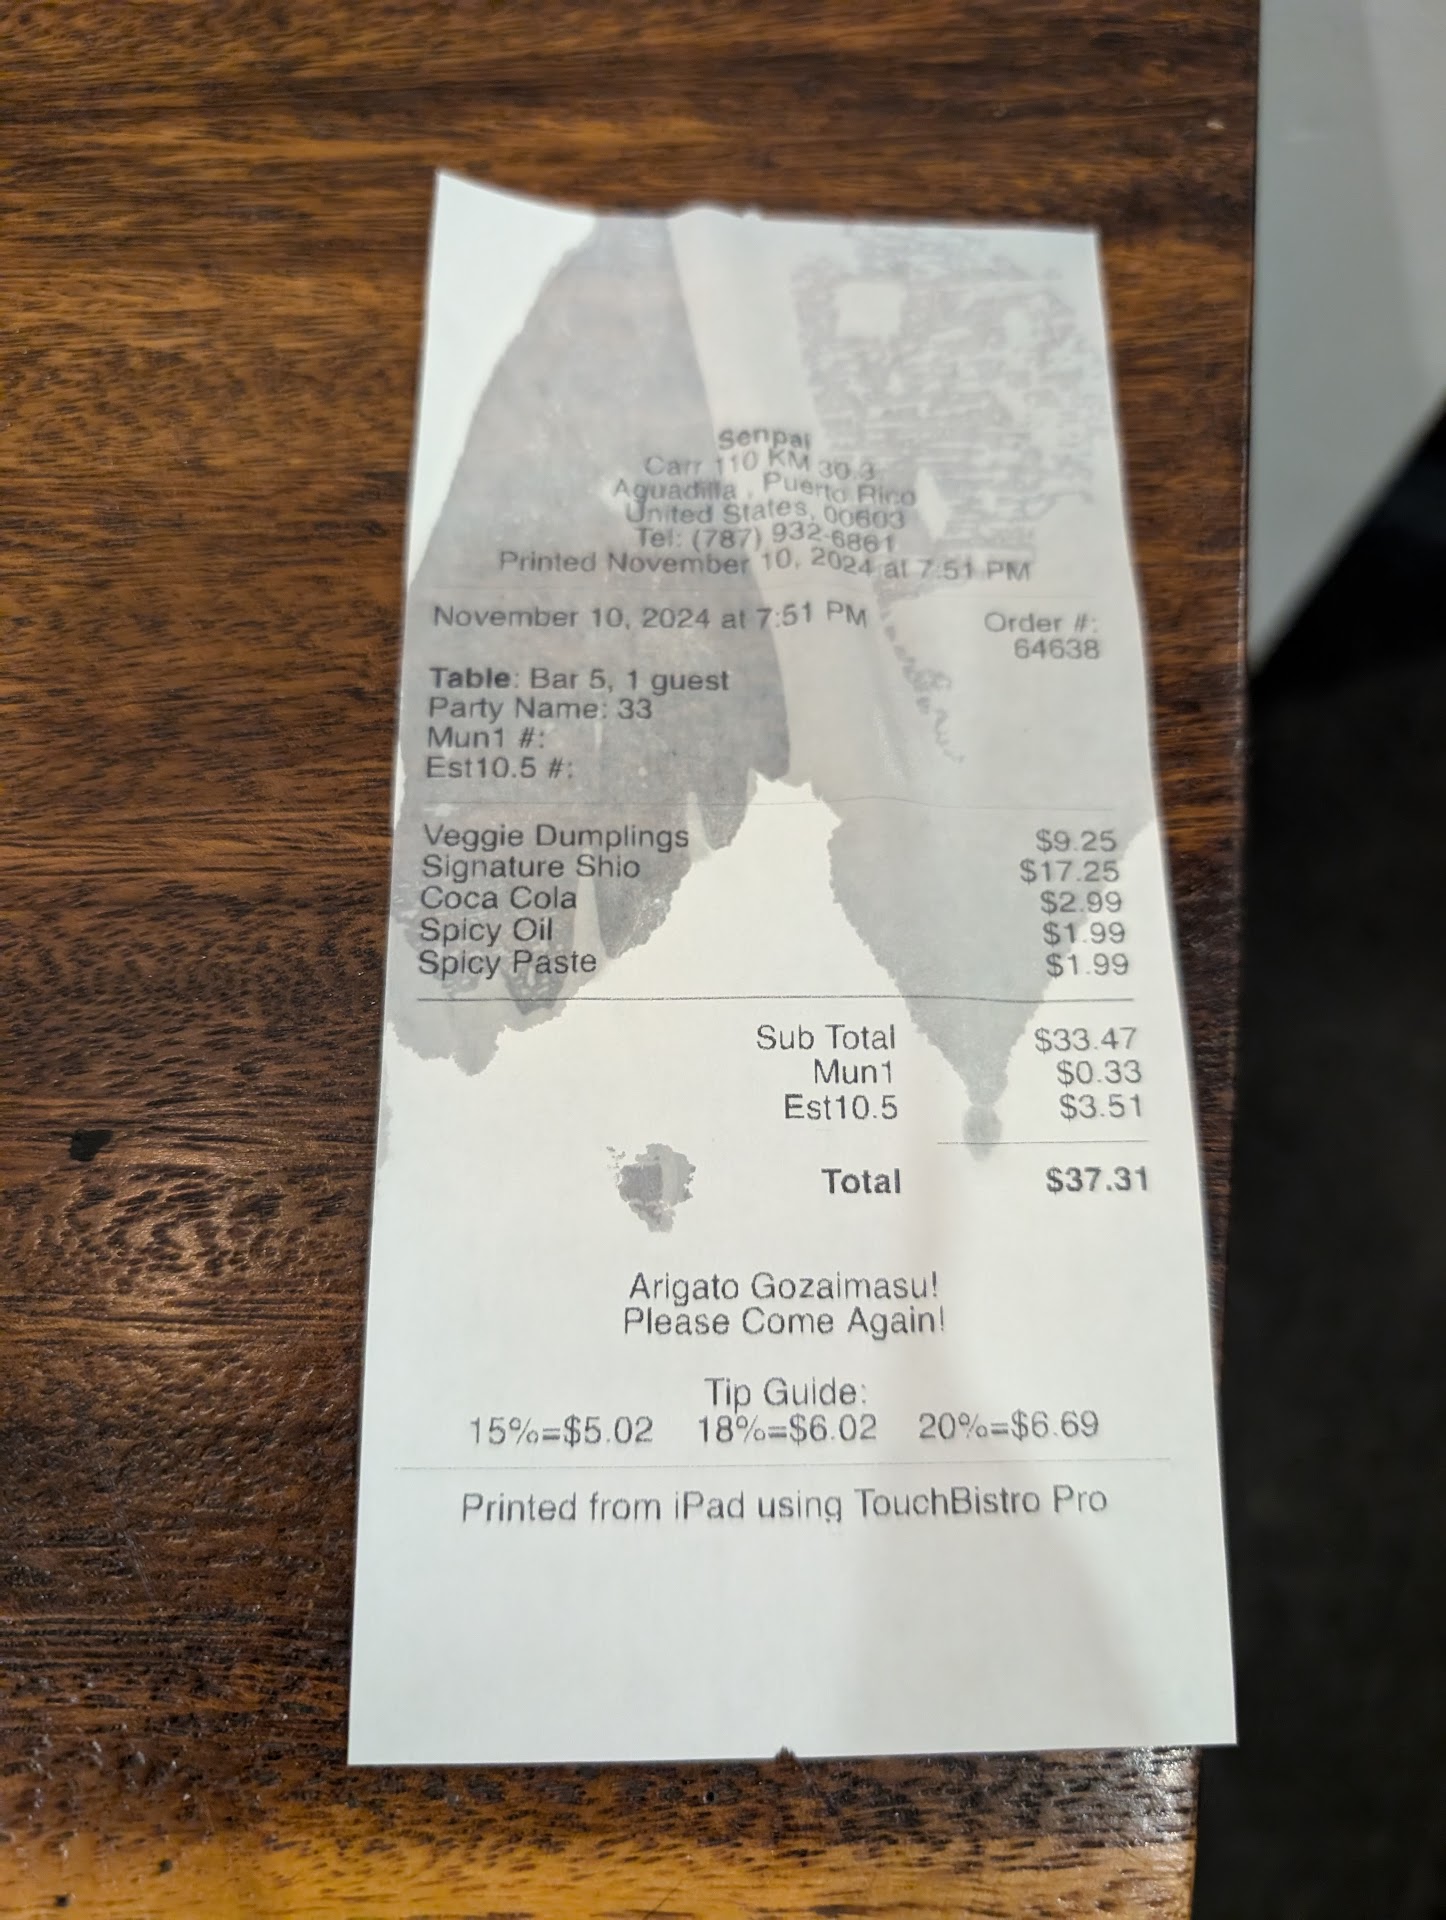 Senpai
Carr 110 KM 30.3
Aguadilla , Puerto Rico
United States, 00603
Tel: (787) 932-6861
Printed November 10, 2024 at 7:51 PM
November 10, 2024 at 7:51 PM Order #:
64638
Table: Bar 5, 1 guest
Party Name: 33
Mun1 #:
Est10.5 #:
Veggie Dumplings $9.25
Signature Shio $17.25
Coca Cola $2.99
Spicy Oil $1.99
Spicy Paste $1.99
Sub Total $33.47
Mun1 $0.33
Est10.5 $3.51
Total $37.31
Arigato Gozaimasu!
Please Come Again!
Tip Guide:
15%=$5.02 18%=$6.02 20%=$6.69
Printed from iPad using TouchBistro Pro